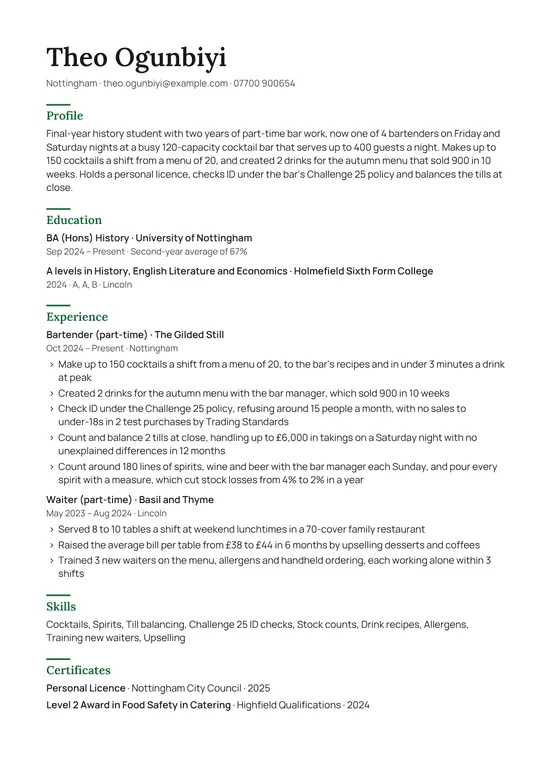 Theo Ogunbiyi
Nottingham · theo.ogunbiyi@example.com · 07700 900654
Profile
Final-year history student with two years of part-time bar work, now one of 4 bartenders on Friday and
Saturday nights at a busy 120-capacity cocktail bar that serves up to 400 guests a night. Makes up to
150 cocktails a shift from a menu of 20, and created 2 drinks for the autumn menu that sold 900 in 10
weeks. Holds a personal licence, checks ID under the bar's Challenge 25 policy and balances the tills at
close.
Education
BA (Hons) History · University of Nottingham
Sep 2024 – Present · Second-year average of 67%
A levels in History, English Literature and Economics · Holmefield Sixth Form College
2024 · A, A, B · Lincoln
Experience
Bartender (part-time) · The Gilded Still
Oct 2024 – Present · Nottingham
› Make up to 150 cocktails a shift from a menu of 20, to the bar's recipes and in under 3 minutes a drink
at peak
› Created 2 drinks for the autumn menu with the bar manager, which sold 900 in 10 weeks
› Check ID under the Challenge 25 policy, refusing around 15 people a month, with no sales to
under-18s in 2 test purchases by Trading Standards
› Count and balance 2 tills at close, handling up to £6,000 in takings on a Saturday night with no
unexplained differences in 12 months
› Count around 180 lines of spirits, wine and beer with the bar manager each Sunday, and pour every
spirit with a measure, which cut stock losses from 4% to 2% in a year
Waiter (part-time) · Basil and Thyme
May 2023 – Aug 2024 · Lincoln
› Served 8 to 10 tables a shift at weekend lunchtimes in a 70-cover family restaurant
› Raised the average bill per table from £38 to £44 in 6 months by upselling desserts and coffees
› Trained 3 new waiters on the menu, allergens and handheld ordering, each working alone within 3
shifts
Skills
Cocktails, Spirits, Till balancing, Challenge 25 ID checks, Stock counts, Drink recipes, Allergens,
Training new waiters, Upselling
Certificates
Personal Licence · Nottingham City Council · 2025
Level 2 Award in Food Safety in Catering · Highfield Qualifications · 2024